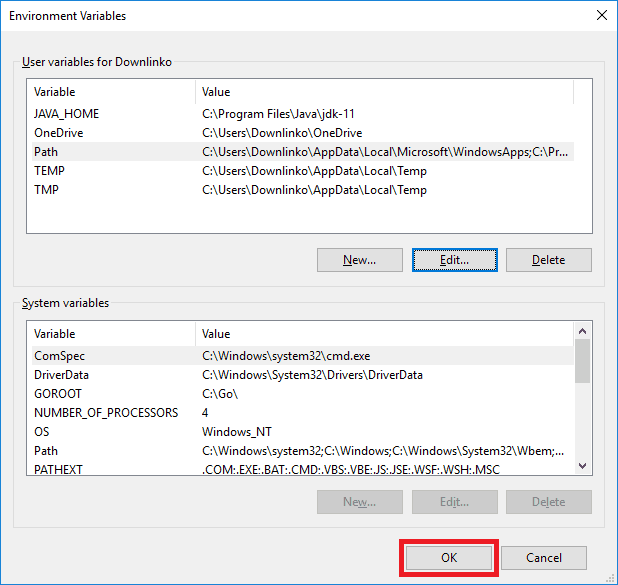 Environment Variables
User variables for Downlinko
Variable Value
JAVA_HOME C:\Program Files\Java\jdk-11
OneDrive C:\Users\Downlinko\OneDrive
Path C:\Users\Downlinko\AppData\Local\Microsoft\WindowsApps;C:\Pr...
TEMP C:\Users\Downlinko\AppData\Local\Temp
TMP C:\Users\Downlinko\AppData\Local\Temp
New... Edit... Delete
System variables
Variable Value
ComSpec C:\Windows\system32\cmd.exe
DriverData C:\Windows\System32\Drivers\DriverData
GOROOT C:\Go\
NUMBER_OF_PROCESSORS 4
OS Windows_NT
Path C:\Windows\system32;C:\Windows;C:\Windows\System32\Wbem;...
PATHEXT .COM;.EXE;.BAT;.CMD;.VBS;.VBE;.JS;.JSE;.WSF;.WSH;.MSC
New... Edit... Delete
OK Cancel